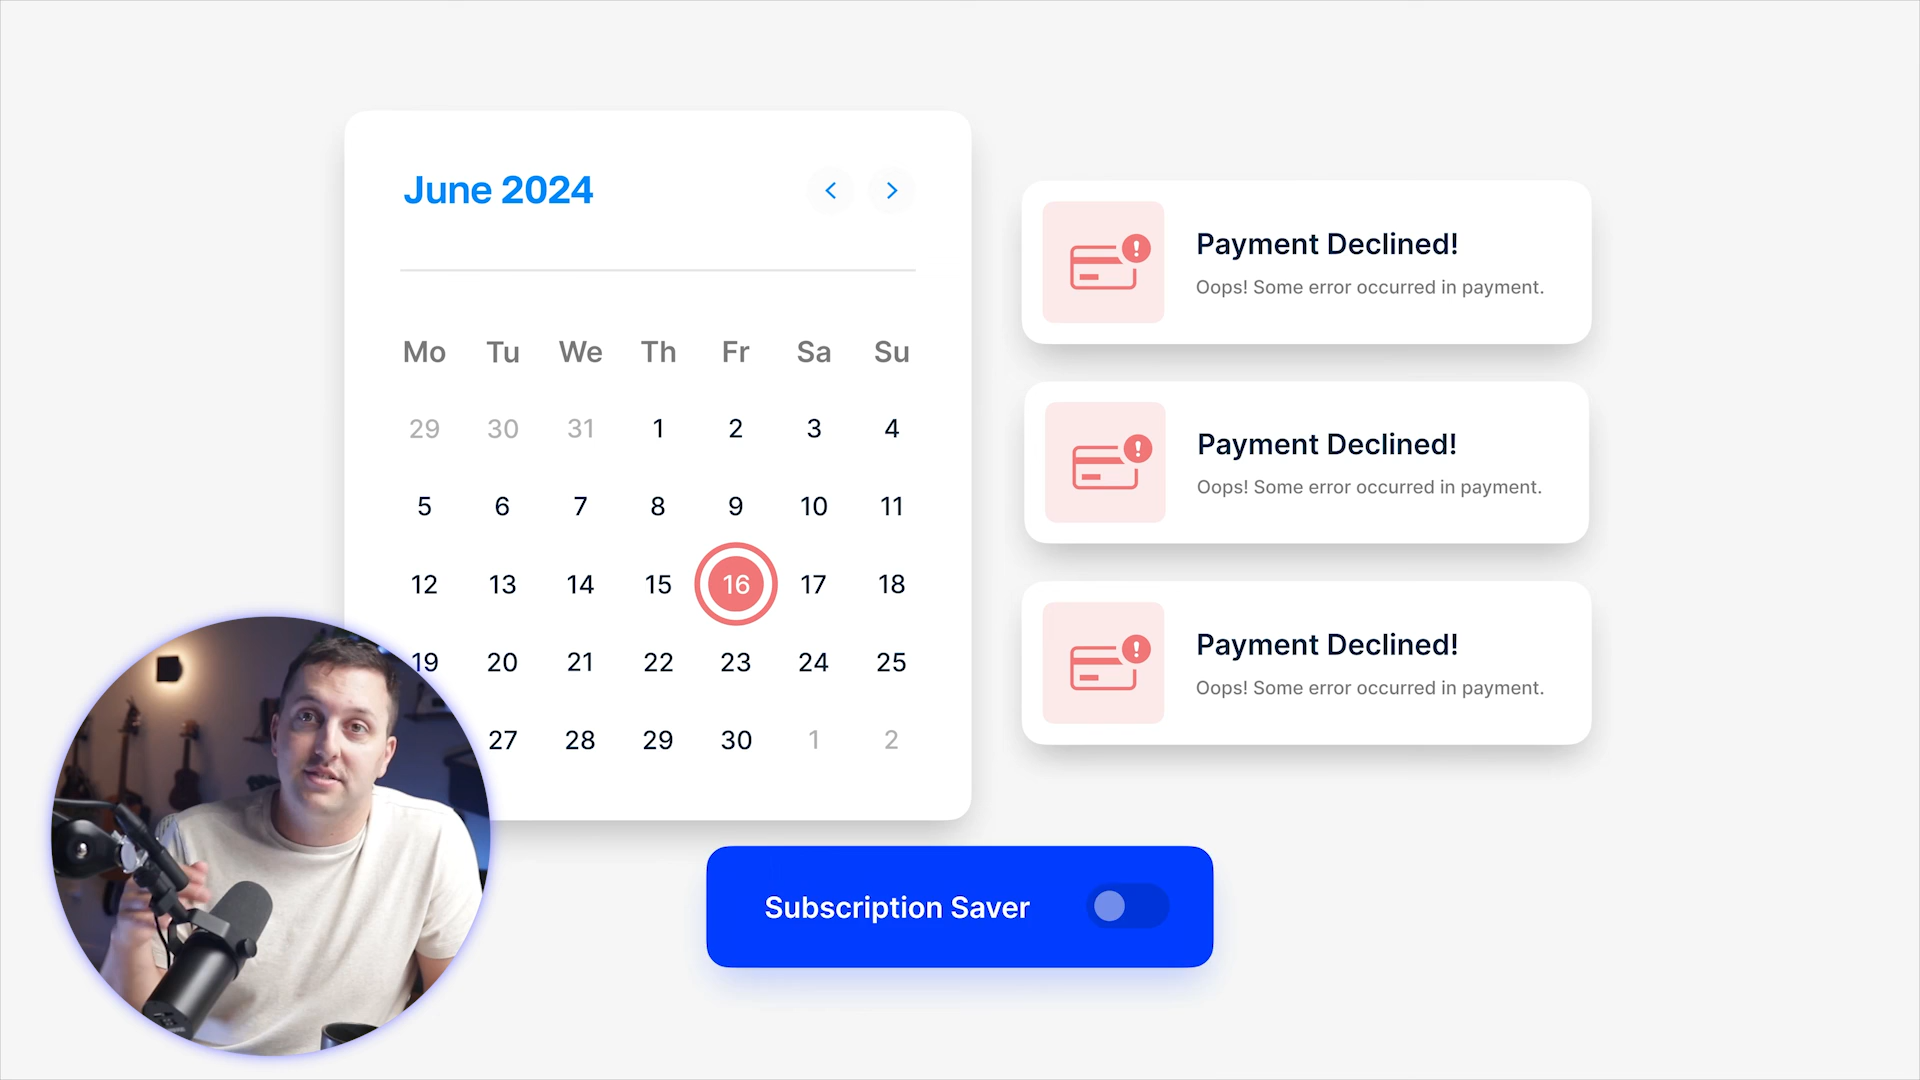 June 2024
Mo Tu We Th Fr Sa Su
29 30 31 1 2 3 4
5 6 7 8 9 10 11
12 13 14 15 16 17 18
19 20 21 22 23 24 25
27 28 29 30 1 2
Payment Declined!
Oops! Some error occurred in payment.
Payment Declined!
Oops! Some error occurred in payment.
Payment Declined!
Oops! Some error occurred in payment.
Subscription Saver